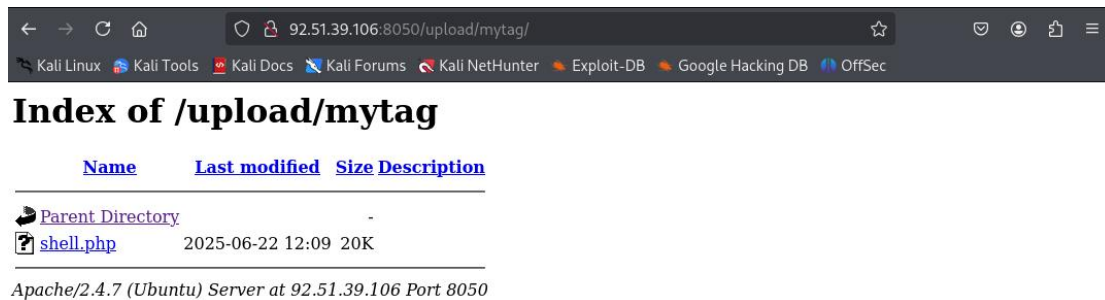 92.51.39.106:8050/upload/mytag/
Kali Linux Kali Tools Kali Docs Kali Forums Kali NetHunter Exploit-DB Google Hacking DB OffSec
Index of /upload/mytag
Name Last modified Size Description
Parent Directory -
shell.php 2025-06-22 12:09 20K
Apache/2.4.7 (Ubuntu) Server at 92.51.39.106 Port 8050